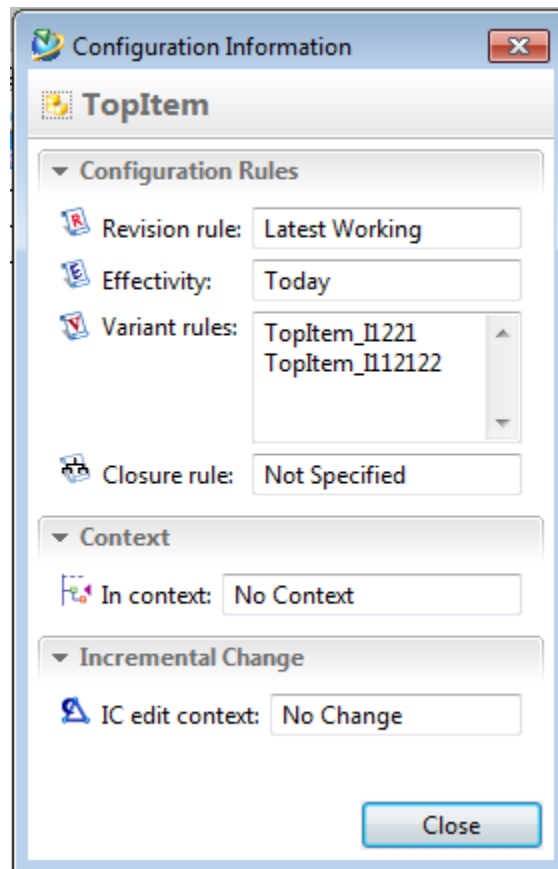 Configuration Information
TopItem
Configuration Rules
Revision rule: Latest Working
Effectivity: Today
Variant rules: TopItem_I1221
TopItem_I112122
Closure rule: Not Specified
Context
In context: No Context
Incremental Change
IC edit context: No Change
Close